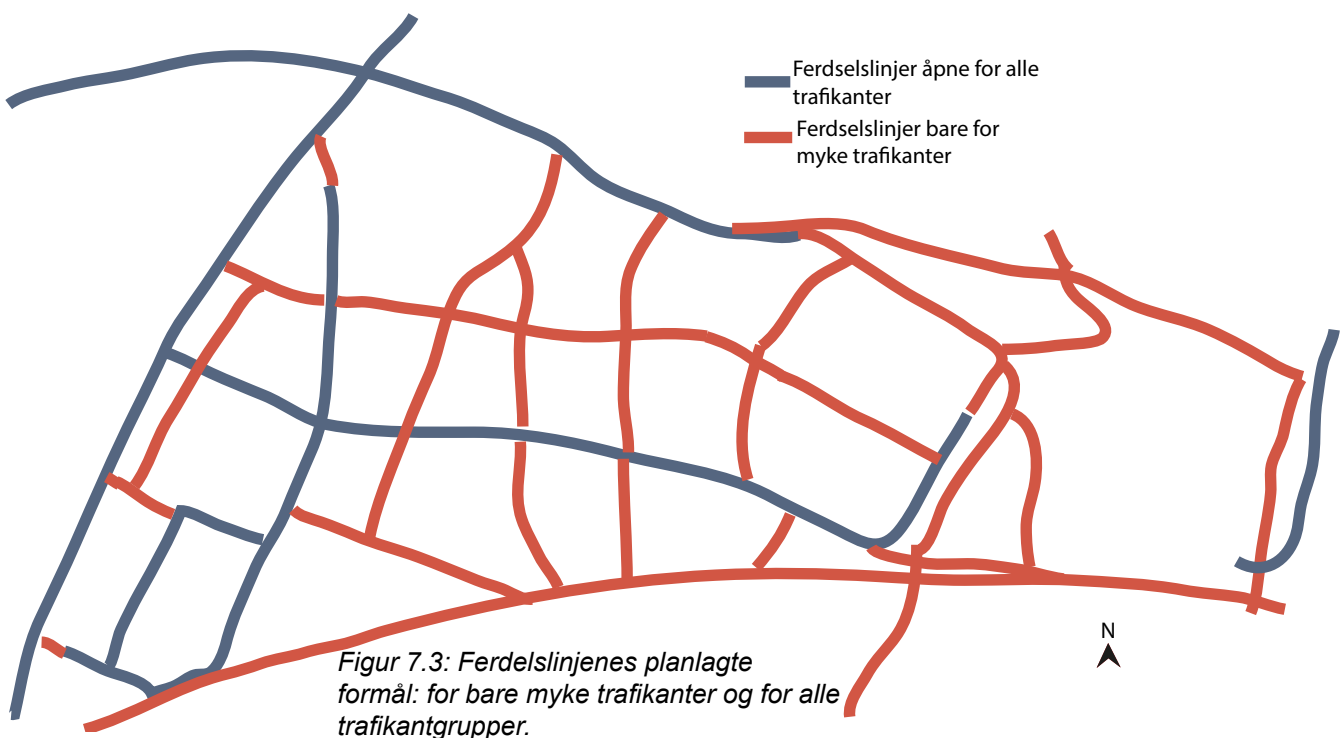 Ferdselslinjer åpne for alle
trafikanter
Ferdselslinjer bare for
myke trafikanter
N
Figur 7.3: Ferdelslinjenes planlagte
formål: for bare myke trafikanter og for alle
trafikantgrupper.